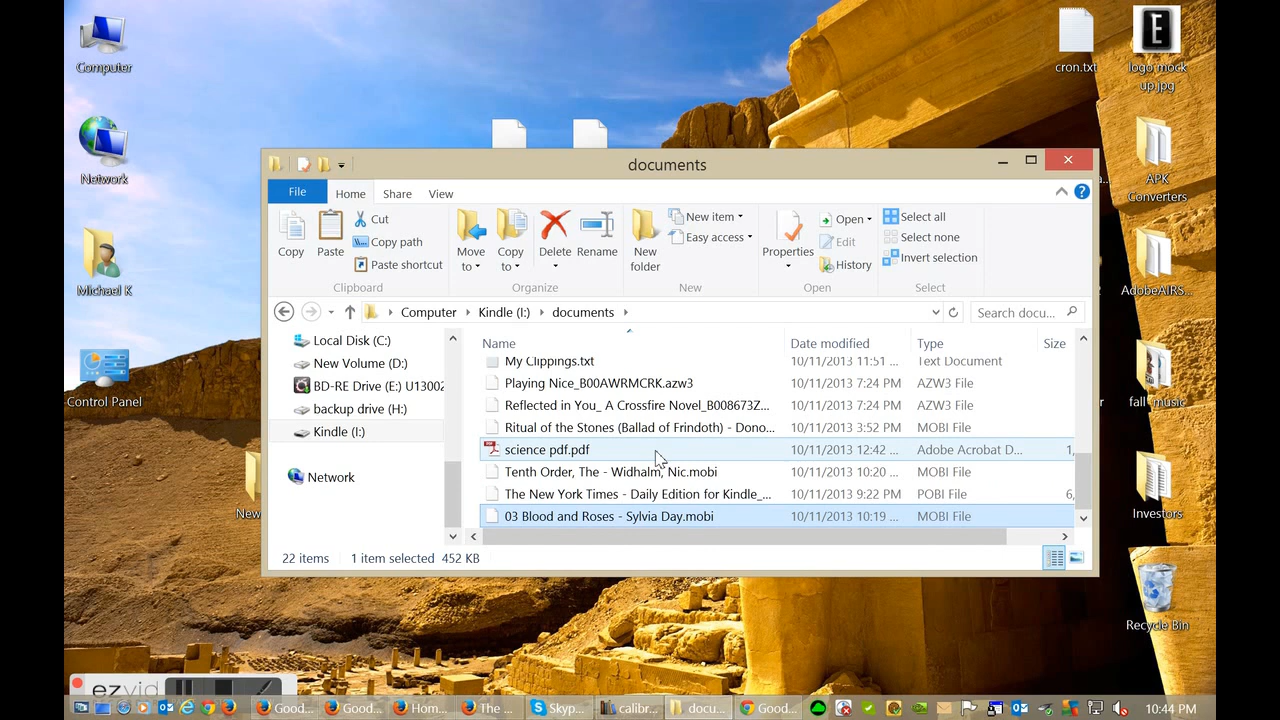 Computer
Network
Michael K
Control Panel
cron.txt
logo mock
up.jpg
APK
Converters
AdobeAIRS...
fall_music
Investors
Recycle Bin
New
documents
File
Home
Share
View
Copy
Paste
Cut
Copy path
Paste shortcut
Clipboard
Move
to
Copy
to
Delete
Rename
Organize
New
folder
New item
Easy access
New
Properties
Open
Edit
History
Open
Select all
Select none
Invert selection
Select
Computer
Kindle (I:)
documents
Search docu...
Local Disk (C:)
New Volume (D:)
BD-RE Drive (E:) U1300
backup drive (H:)
Kindle (I:)
Network
Name Date modified Type Size
My Clippings.txt 10/11/2013 11:51 ... Text Document
Playing Nice_B00AWRMCRK.azw3 10/11/2013 7:24 PM AZW3 File
Reflected in You_ A Crossfire Novel_B008673Z... 10/11/2013 7:24 PM AZW3 File
Ritual of the Stones (Ballad of Frindoth) - Dono... 10/11/2013 3:52 PM MOBI File
science pdf.pdf 10/11/2013 12:42 ... Adobe Acrobat D... 1,
Tenth Order, The - Widhalm, Nic.mobi 10/11/2013 10:20 ... MOBI File
The New York Times - Daily Edition for Kindle_... 10/11/2013 9:22 PM POBI File 6,
03 Blood and Roses - Sylvia Day.mobi 10/11/2013 10:19 ... MOBI File
22 items 1 item selected 452 KB
ezvid
Good...
Good...
Hom...
The ...
Skyp...
calibr...
docu...
Good...
10:44 PM